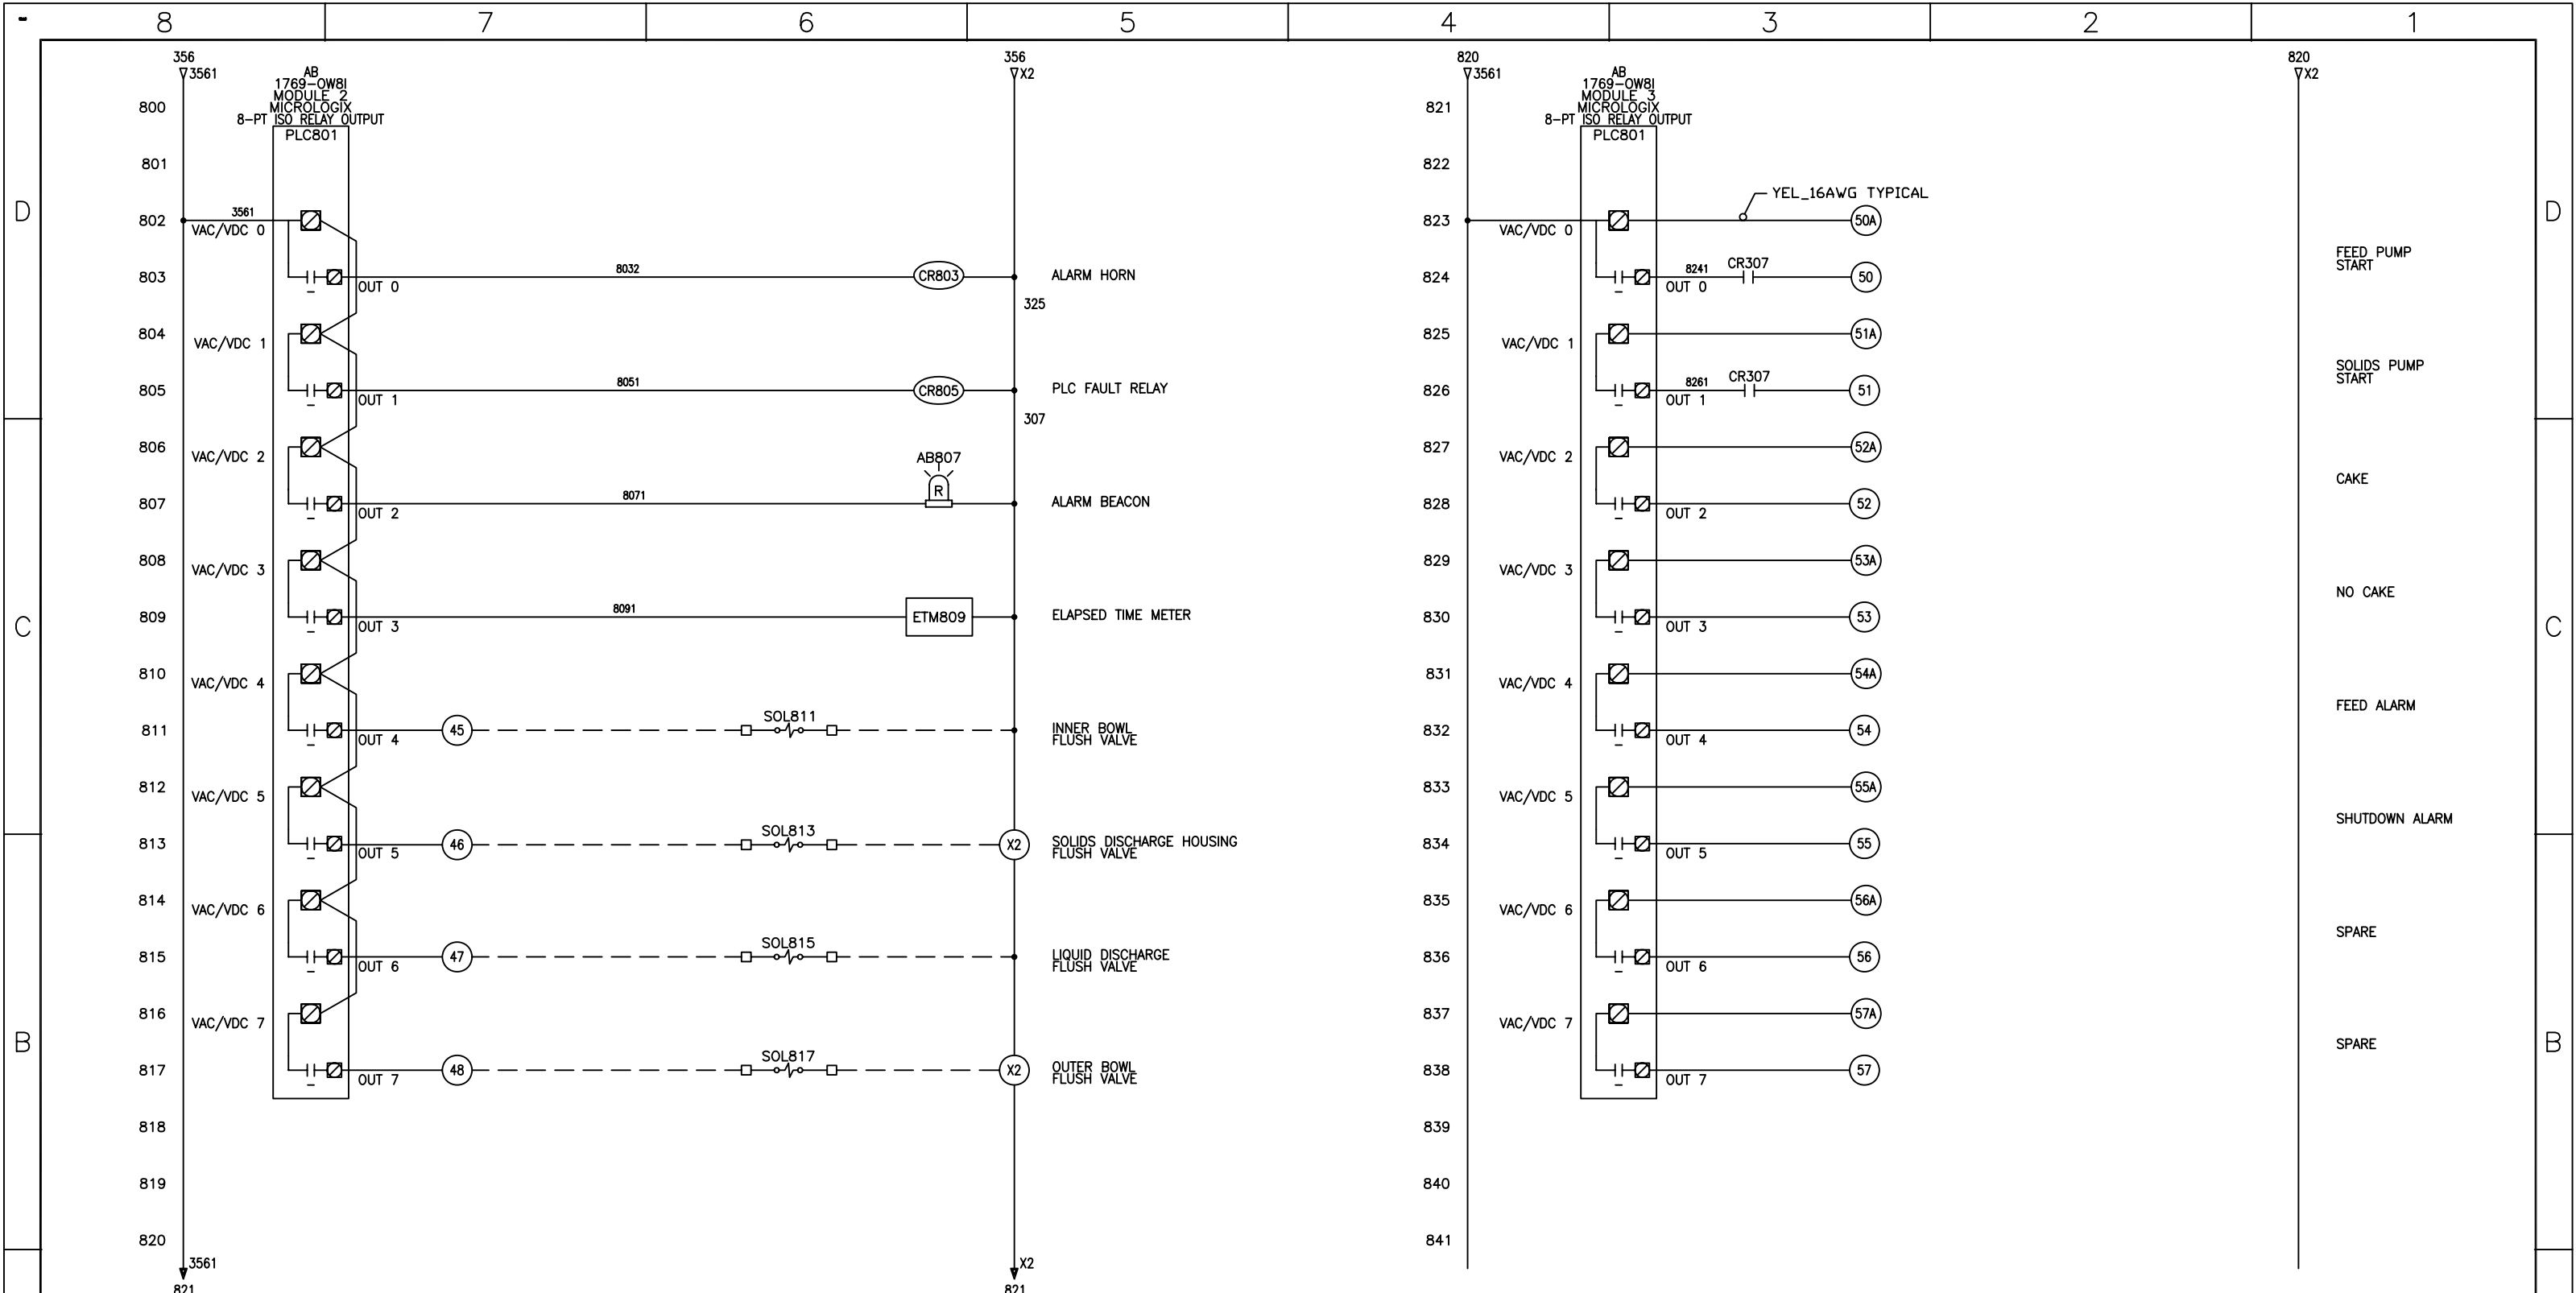 - 8 7 6 5 4 3 2 1
356
3561
AB
1769-OW8I
MODULE 2
MICROLOGIX
8-PT ISO RELAY OUTPUT
PLC801
356
X2
800
801
802 3561
VAC/VDC 0
803 OUT 0 8032 CR803 ALARM HORN
325
804 VAC/VDC 1
805 OUT 1 8051 CR805 PLC FAULT RELAY
307
806 VAC/VDC 2
AB807
807 OUT 2 8071 R ALARM BEACON
808 VAC/VDC 3
809 OUT 3 8091 ETM809 ELAPSED TIME METER
810 VAC/VDC 4
811 OUT 4 45 SOL811 INNER BOWL
FLUSH VALVE
812 VAC/VDC 5
813 OUT 5 46 SOL813 X2 SOLIDS DISCHARGE HOUSING
FLUSH VALVE
814 VAC/VDC 6
815 OUT 6 47 SOL815 LIQUID DISCHARGE
FLUSH VALVE
816 VAC/VDC 7
817 OUT 7 48 SOL817 X2 OUTER BOWL
FLUSH VALVE
818
819
820
3561
821
X2
821
820
3561
AB
1769-OW8I
MODULE 3
MICROLOGIX
8-PT ISO RELAY OUTPUT
PLC801
820
X2
821
822
YEL_16AWG TYPICAL
823 VAC/VDC 0 50A
FEED PUMP
START
824 OUT 0 8241 CR307 50
825 VAC/VDC 1 51A
SOLIDS PUMP
START
826 OUT 1 8261 CR307 51
827 VAC/VDC 2 52A
CAKE
828 OUT 2 52
829 VAC/VDC 3 53A
NO CAKE
830 OUT 3 53
831 VAC/VDC 4 54A
FEED ALARM
832 OUT 4 54
833 VAC/VDC 5 55A
SHUTDOWN ALARM
834 OUT 5 55
835 VAC/VDC 6 56A
SPARE
836 OUT 6 56
837 VAC/VDC 7 57A
SPARE
838 OUT 7 57
839
840
841
D D
C C
B B